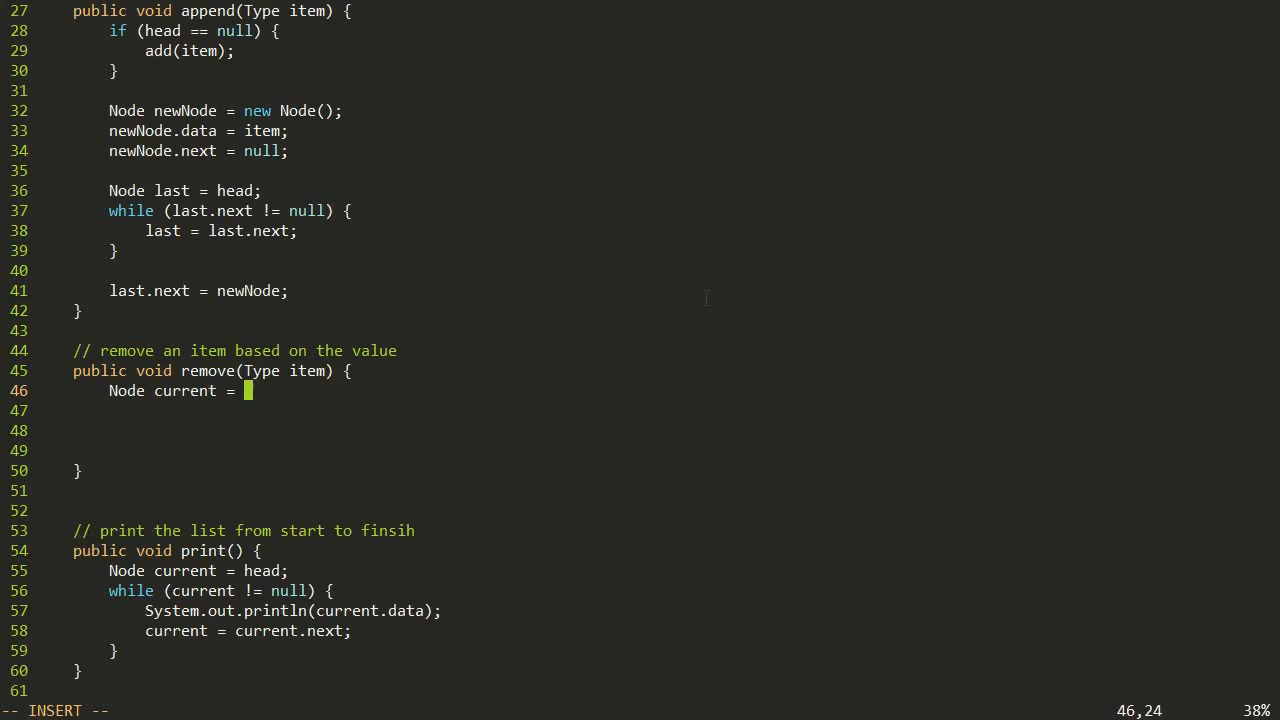 27     public void append(Type item) {
28         if (head == null) {
29             add(item);
30         }
31
32         Node newNode = new Node();
33         newNode.data = item;
34         newNode.next = null;
35
36         Node last = head;
37         while (last.next != null) {
38             last = last.next;
39         }
40
41         last.next = newNode;
42     }
43
44     // remove an item based on the value
45     public void remove(Type item) {
46         Node current =
47
48
49
50     }
51
52
53     // print the list from start to finsih
54     public void print() {
55         Node current = head;
56         while (current != null) {
57             System.out.println(current.data);
58             current = current.next;
59         }
60     }
61
-- INSERT -- 46,24 38%